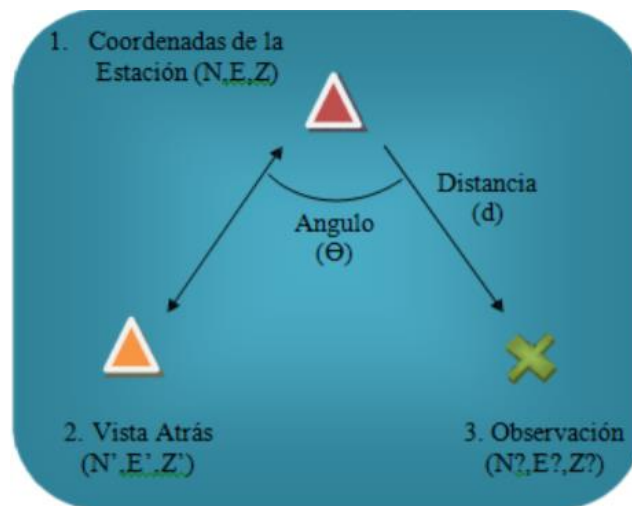 1. Coordenadas de la
Estación (N,E,Z)
Distancia
(d)
Angulo
(Ө)
2. Vista Atrás
(N’,E’,Z’)
3. Observación
(N?,E?,Z?)